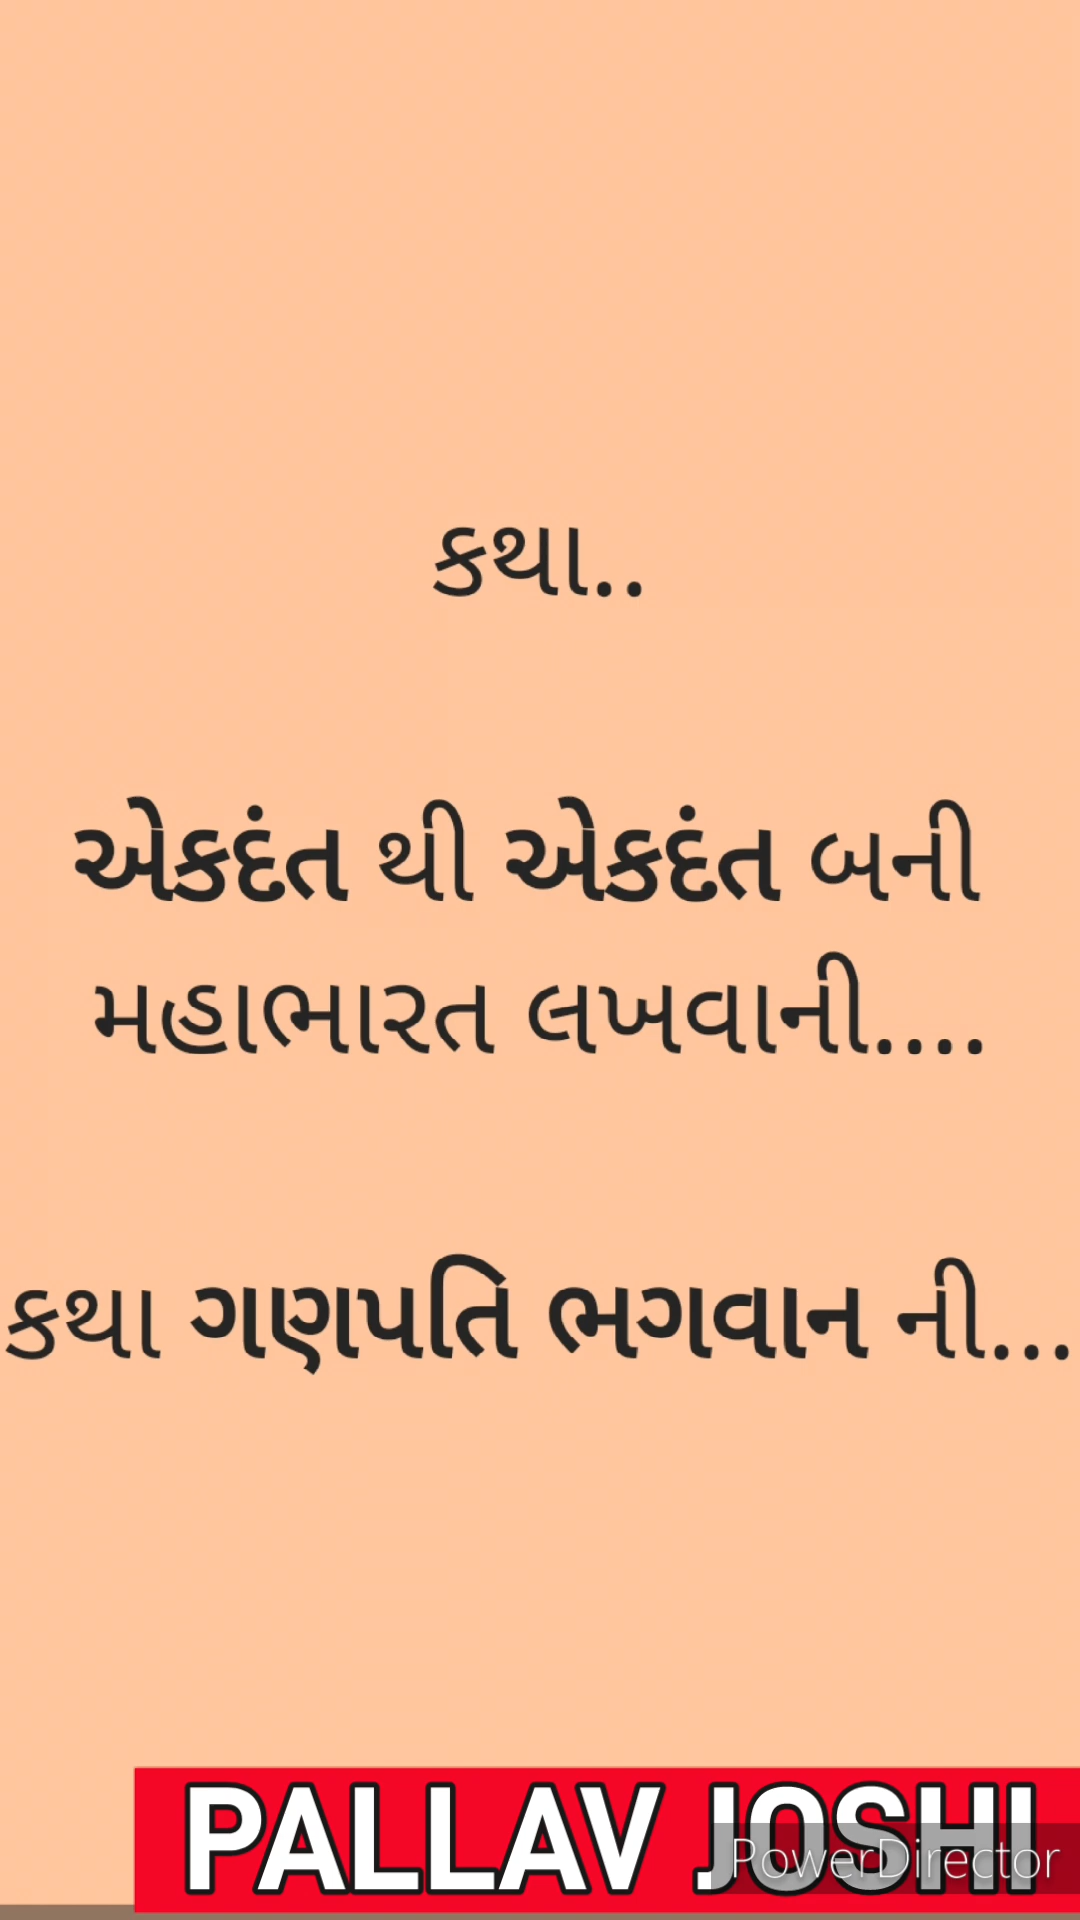 કથા..
એકદંત થી એકદંત બની
મહાભારત લખવાની....
કથા ગણપતિ ભગવાન ની...
PALLAV JOSHI
PowerDirector